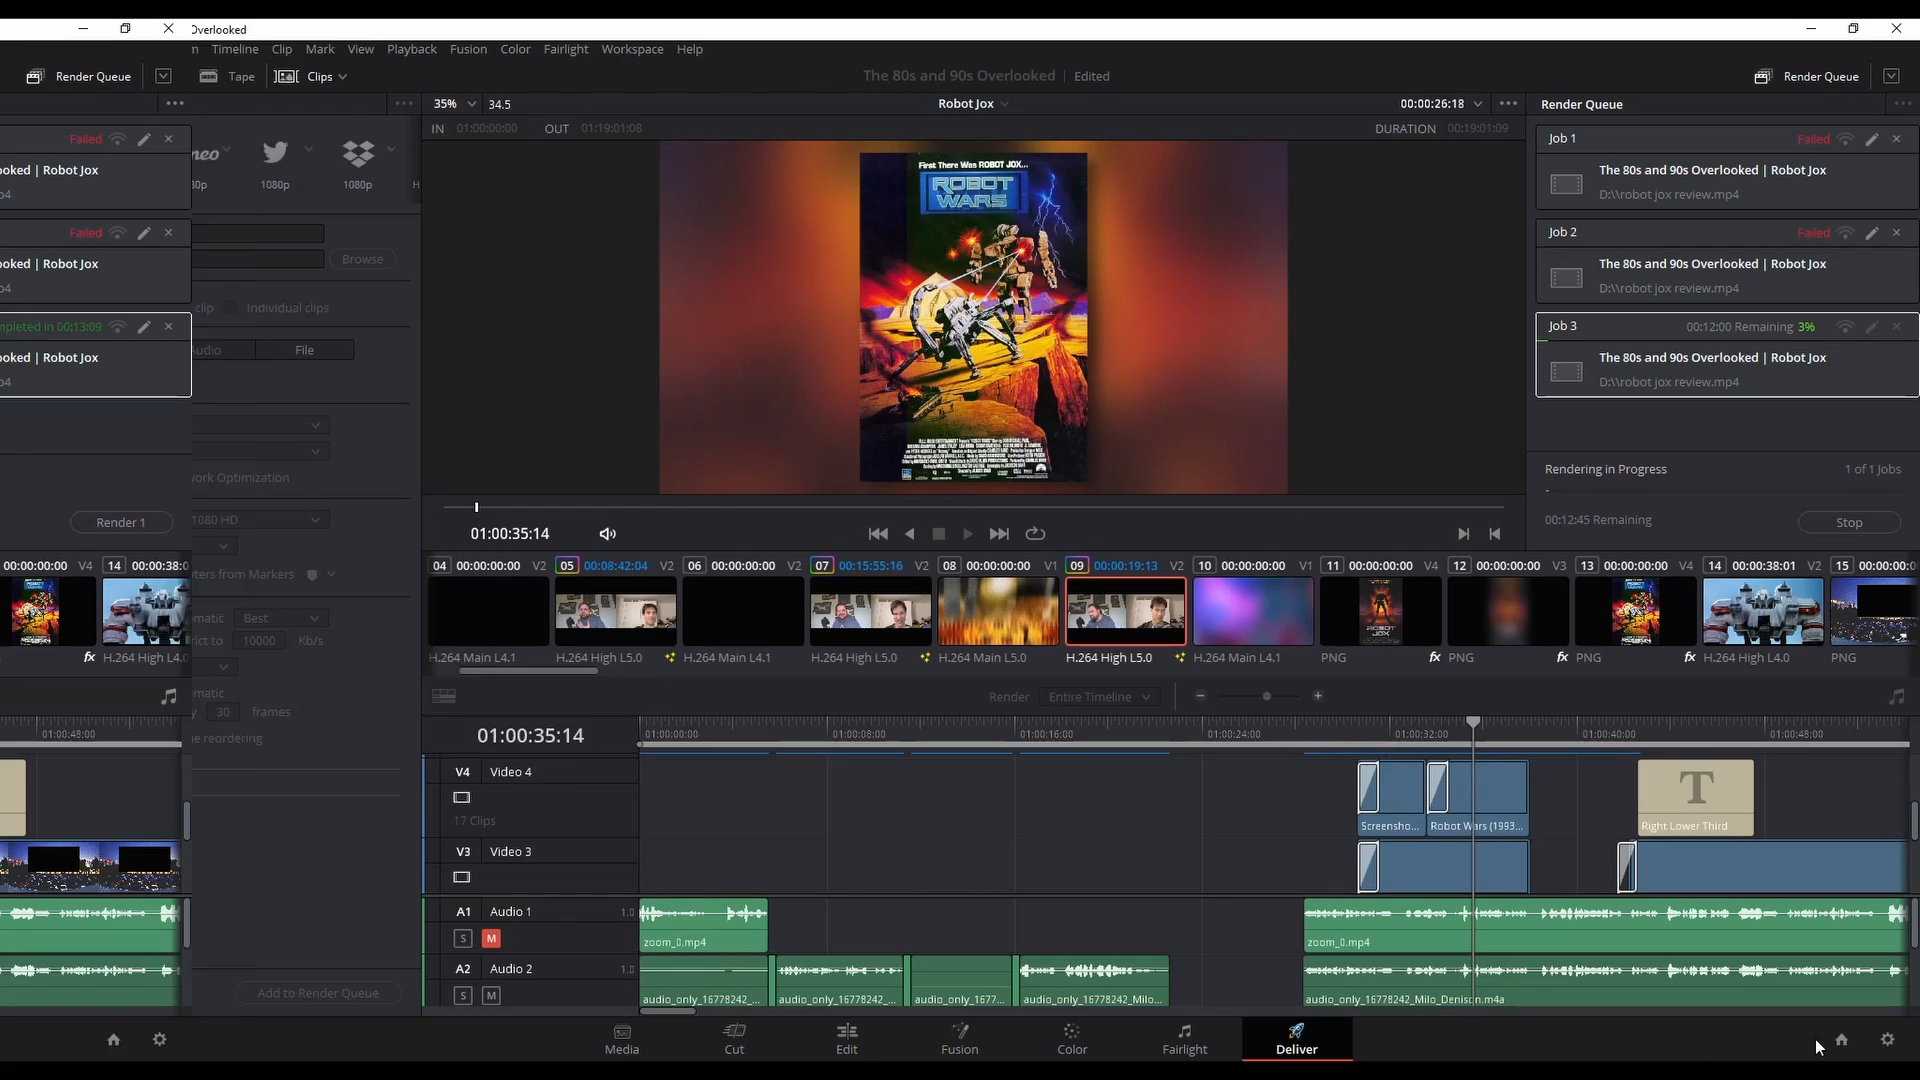 Overlooked
n Timeline Clip Mark View Playback Fusion Color Fairlight Workspace Help
Render Queue Tape Clips The 80s and 90s Overlooked | Edited Render Queue
35% 34.5 Robot Jox 00:00:26:18 Render Queue
IN 01:00:00:00 OUT 01:19:01:08 DURATION 00:19:01:09
Failed
ooked | Robot Jox
p4
Failed
ooked | Robot Jox
p4
mpleted in 00:13:09
ooked | Robot Jox
p4
Render 1
neo
80p 1080p 1080p H
Browse
clip Individual clips
Audio File
work Optimization
1080 HD
ters from Markers
matic Best
rict to 10000 Kb/s
matic
y 30 frames
e reordering
Add to Render Queue
First There Was ROBOT JOX...
ROBOT
WARS
Job 1 Failed
The 80s and 90s Overlooked | Robot Jox
D:\\robot jox review.mp4
Job 2 Failed
The 80s and 90s Overlooked | Robot Jox
D:\\robot jox review.mp4
Job 3 00:12:00 Remaining 3%
The 80s and 90s Overlooked | Robot Jox
D:\\robot jox review.mp4
Rendering in Progress 1 of 1 Jobs
00:12:45 Remaining Stop
01:00:35:14
00:00:00:00 V4 14 00:00:38:0
fx H.264 High L4.0
04 00:00:00:00 V2 05 00:08:42:04 V2 06 00:00:00:00 V2 07 00:15:55:16 V2 08 00:00:00:00 V1 09 00:00:19:13 V2 10 00:00:00:00 V1 11 00:00:00:00 V4 12 00:00:00:00 V3 13 00:00:00:00 V4 14 00:00:38:01 V2 15 00:00:0
ROBOT JOX
H.264 Main L4.1 H.264 High L5.0 H.264 Main L4.1 H.264 High L5.0 H.264 Main L5.0 H.264 High L5.0 H.264 Main L4.1 PNG fx PNG fx PNG fx H.264 High L4.0 PNG
Render Entire Timeline
01:00:48:00
01:00:35:14 01:00:00:00 01:00:08:00 01:00:16:00 01:00:24:00 01:00:32:00 01:00:40:00 01:00:48:00
V4 Video 4
17 Clips
T
Screensho... Robot Wars (1993... Right Lower Third
V3 Video 3
A1 Audio 1 1.0
S M
zoom_0.mp4 zoom_0.mp4
A2 Audio 2 1.0
S M
audio_only_16778242_... audio_only_16778242_... audio_only_1677... audio_only_16778242_Milo... audio_only_16778242_Milo_Denison.m4a
Media Cut Edit Fusion Color Fairlight Deliver